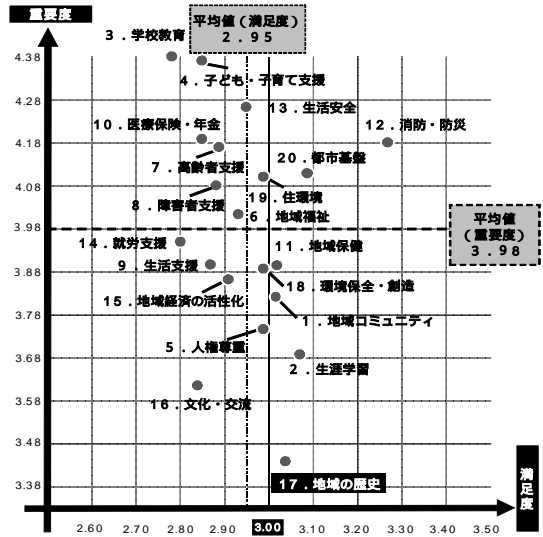 重要度
平均値（満足度）
２．９５
３．学校教育
4.38
４．子ども・子育て支援
4.28
１３．生活安全
１０．医療保険・年金
１２．消防・防災
4.18
２０．都市基盤
７．高齢者支援
4.08
１９．住環境
８．障害者支援
６．地域福祉
3.98
平均値
（重要度）
３．９８
１４．就労支援
１１．地域保健
９．生活支援
3.88
１８．環境保全・創造
１５．地域経済の活性化
3.78
１．地域コミュニティ
５．人権尊重
3.68
２．生涯学習
3.58
１６．文化・交流
3.48
１７．地域の歴史
3.38
満足度
2.60 2.70 2.80 2.90 3.00 3.10 3.20 3.30 3.40 3.50